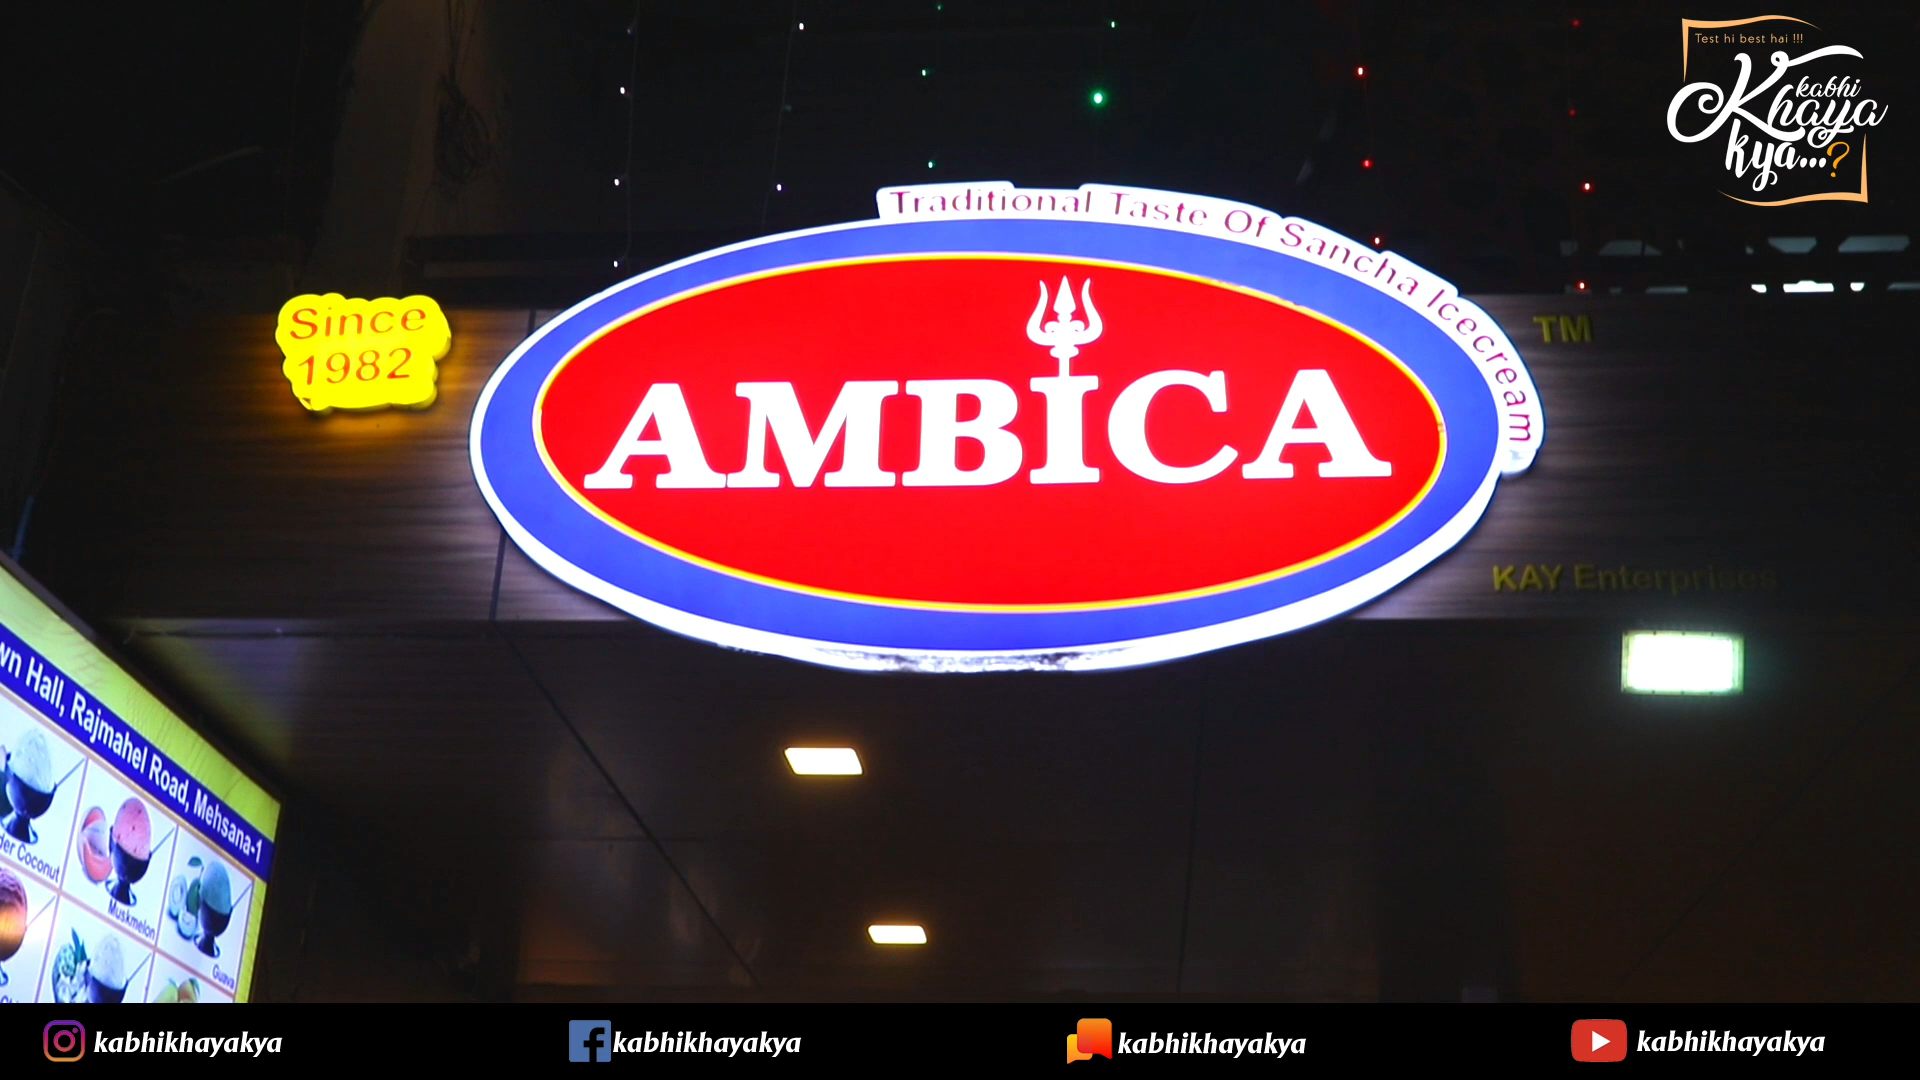 Test hi best hai !!!
kabhi
Khaya
kya...?
Traditional Taste Of Sancha Icecream
Since
1982
TM
AMBICA
KAY Enterprises
wn Hall, Rajmahel Road, Mehsana-1
der Coconut
Muskmelon
Guava
kabhikhayakya
kabhikhayakya
kabhikhayakya
kabhikhayakya